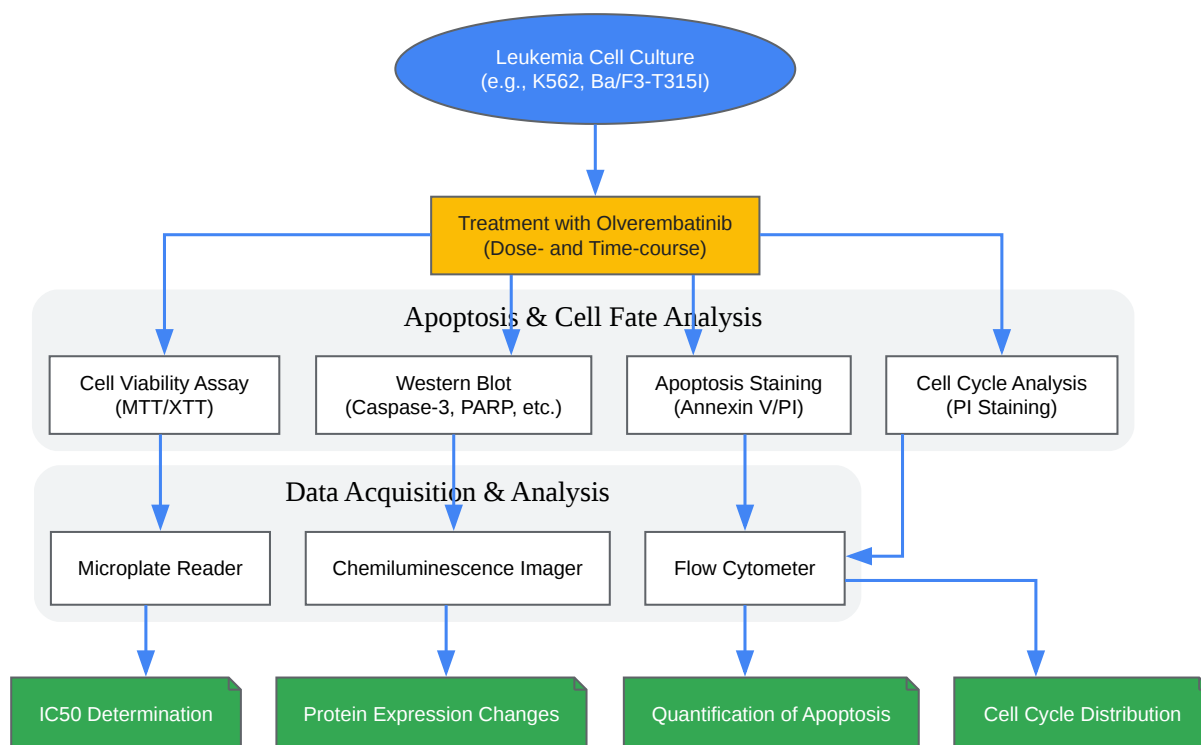 Leukemia Cell Culture
(e.g., K562, Ba/F3-T315I)
Treatment with Olverembatinib
(Dose- and Time-course)
Apoptosis & Cell Fate Analysis
Cell Viability Assay
(MTT/XTT)
Western Blot
(Caspase-3, PARP, etc.)
Apoptosis Staining
(Annexin V/PI)
Cell Cycle Analysis
(PI Staining)
Data Acquisition & Analysis
Microplate Reader
Chemiluminescence Imager
Flow Cytometer
IC50 Determination
Protein Expression Changes
Quantification of Apoptosis
Cell Cycle Distribution